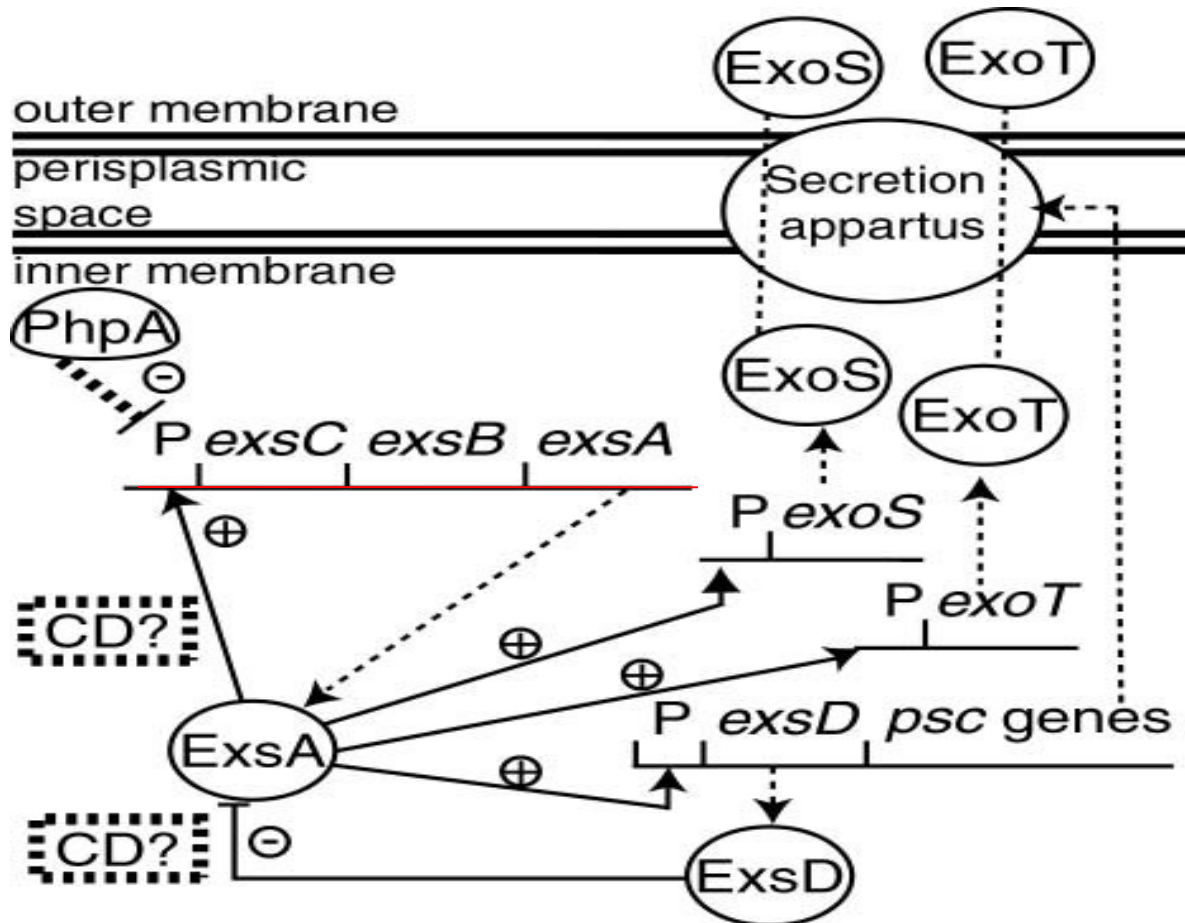 ExoS ExoT
outer membrane
perisplasmic
space
Secretion
appartus
inner membrane
PhpA
ExoS
ExoT
P exsC exsB exsA
P exoS
P exoT
CD?
P exsD psc genes
ExsA
CD?
ExsD